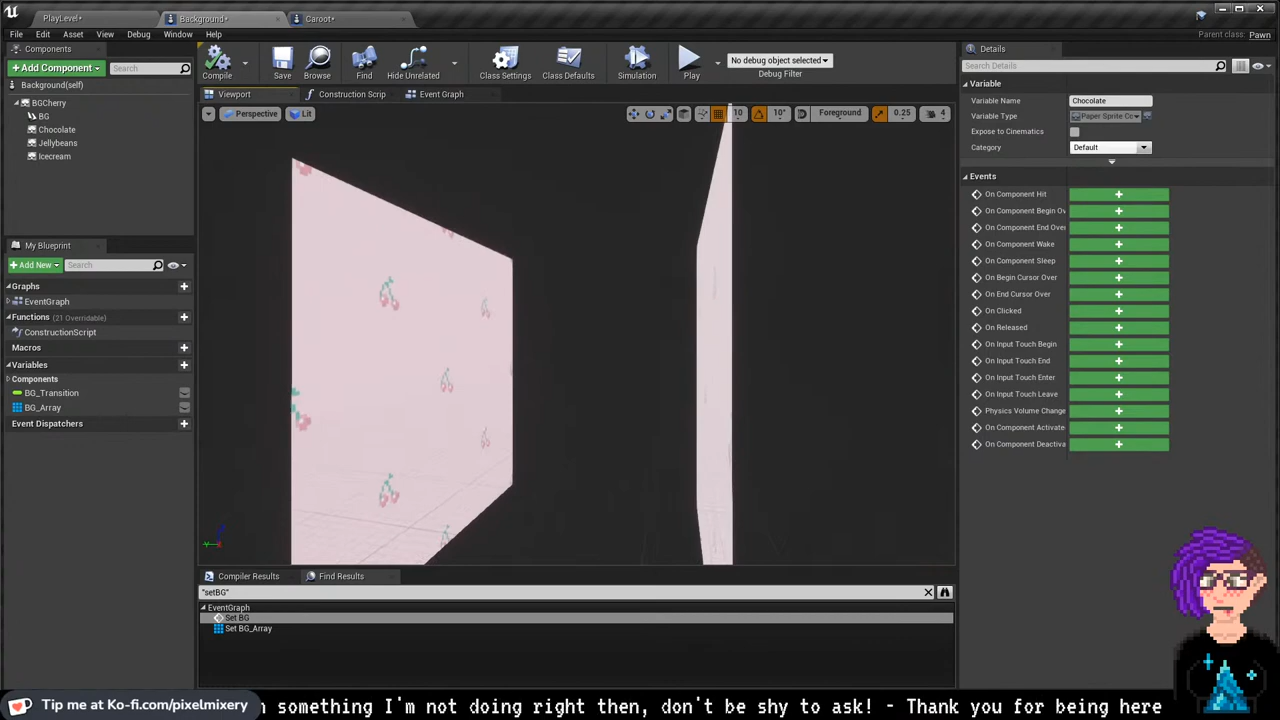 PlayLevel*
Background*
Caroot*
File Edit Asset View Debug Window Help
Parent class: Pawn
Components
Add Component
Search
Background(self)
BGCherry
BG
Chocolate
Jellybeans
Icecream
Compile
Save
Browse
Find
Hide Unrelated
Class Settings
Class Defaults
Simulation
Play
No debug object selected
Debug Filter
Viewport
Construction Scrip
Event Graph
Perspective
Lit
10
10°
Foreground
0.25
4
My Blueprint
Add New
Search
Graphs
EventGraph
Functions (21 Overridable)
ConstructionScript
Macros
Variables
Components
BG_Transition
BG_Array
Event Dispatchers
Compiler Results
Find Results
"setBG"
EventGraph
Set BG
Set BG_Array
Details
Search Details
Variable
Variable Name Chocolate
Variable Type Paper Sprite Co
Expose to Cinematics
Category Default
Events
On Component Hit
On Component Begin Ov
On Component End Over
On Component Wake
On Component Sleep
On Begin Cursor Over
On End Cursor Over
On Clicked
On Released
On Input Touch Begin
On Input Touch End
On Input Touch Enter
On Input Touch Leave
Physics Volume Change
On Component Activate
On Component Deactiva
Tip me at Ko-fi.com/pixelmixery
n something I'm not doing right then, don't be shy to ask! - Thank you for being here